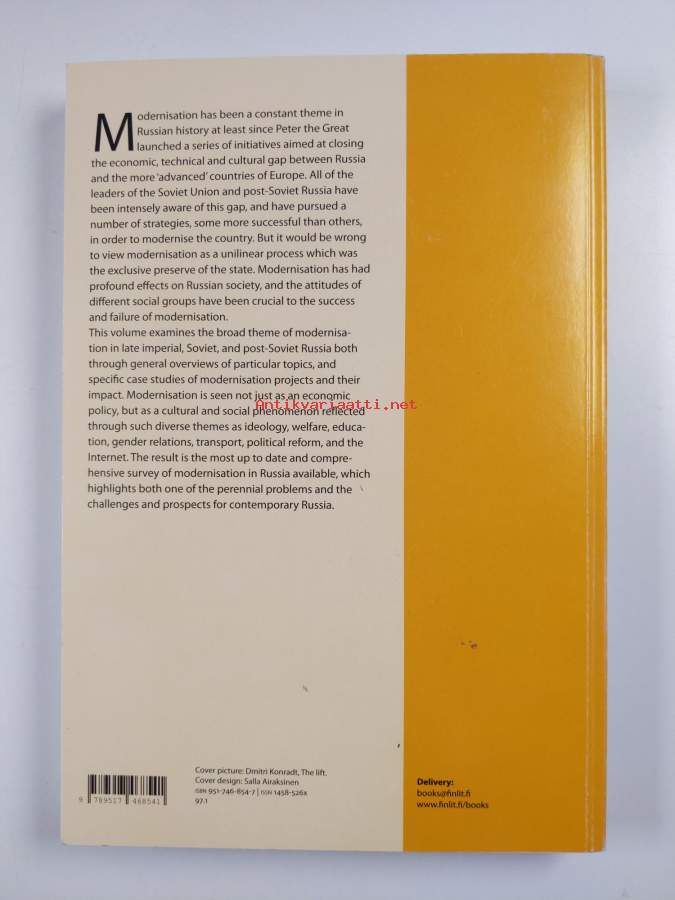 Modernisation has been a constant theme in
Russian history at least since Peter the Great
launched a series of initiatives aimed at closing
the economic, technical and cultural gap between Russia
and the more ‘advanced’ countries of Europe. All of the
leaders of the Soviet Union and post-Soviet Russia have
been intensely aware of this gap, and have pursued a
number of strategies, some more successful than others,
in order to modernise the country. But it would be wrong
to view modernisation as a unilinear process which was
the exclusive preserve of the state. Modernisation has had
profound effects on Russian society, and the attitudes of
different social groups have been crucial to the success
and failure of modernisation.
This volume examines the broad theme of modernisa-
tion in late imperial, Soviet, and post-Soviet Russia both
through general overviews of particular topics, and
specific case studies of modernisation projects and their
impact. Modernisation is seen not just as an economic
policy, but as a cultural and social phenomenon reflected
through such diverse themes as ideology, welfare, educa-
tion, gender relations, transport, political reform, and the
Internet. The result is the most up to date and compre-
hensive survey of modernisation in Russia available, which
highlights both one of the perennial problems and the
challenges and prospects for contemporary Russia.
Antikvariaatti.net
Cover picture: Dmitri Konradt, The lift.
Cover design: Salla Airaksinen
ISBN 951-746-854-7 | ISSN 1458-526X
97.1
9 789517 468541
Delivery:
books@finlit.fi
www.finlit.fi/books